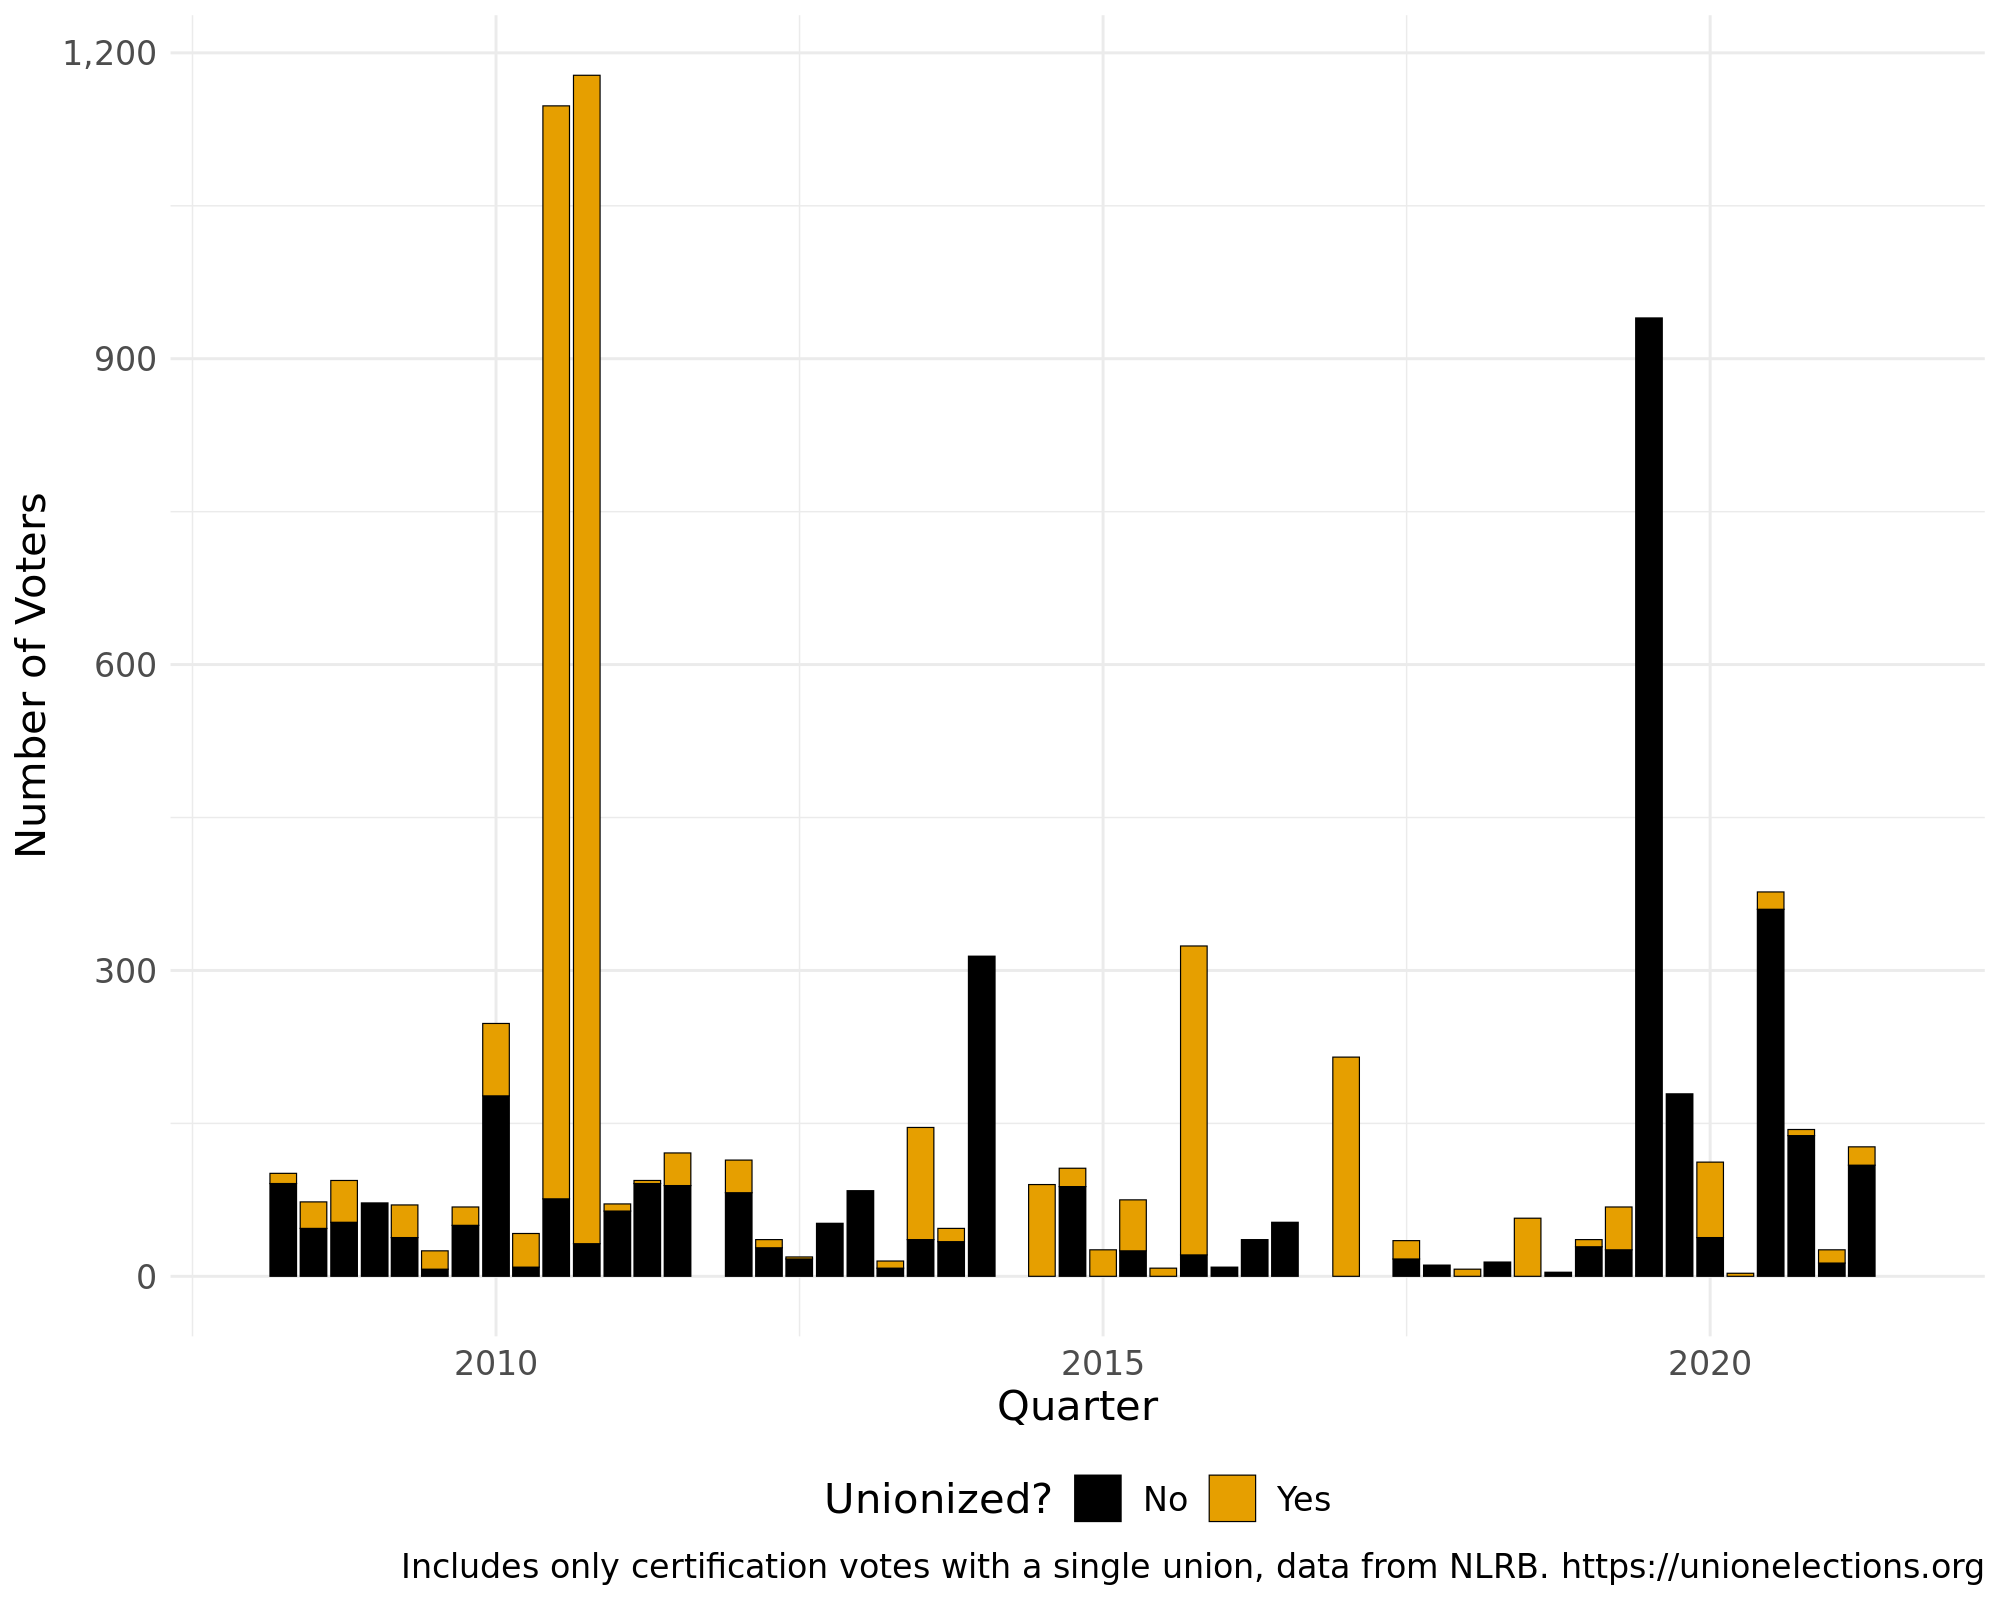 1,200
900
600
300
0
Number of Voters
2010 2015 2020
Quarter
Unionized? No Yes
Includes only certification votes with a single union, data from NLRB. https://unionelections.org